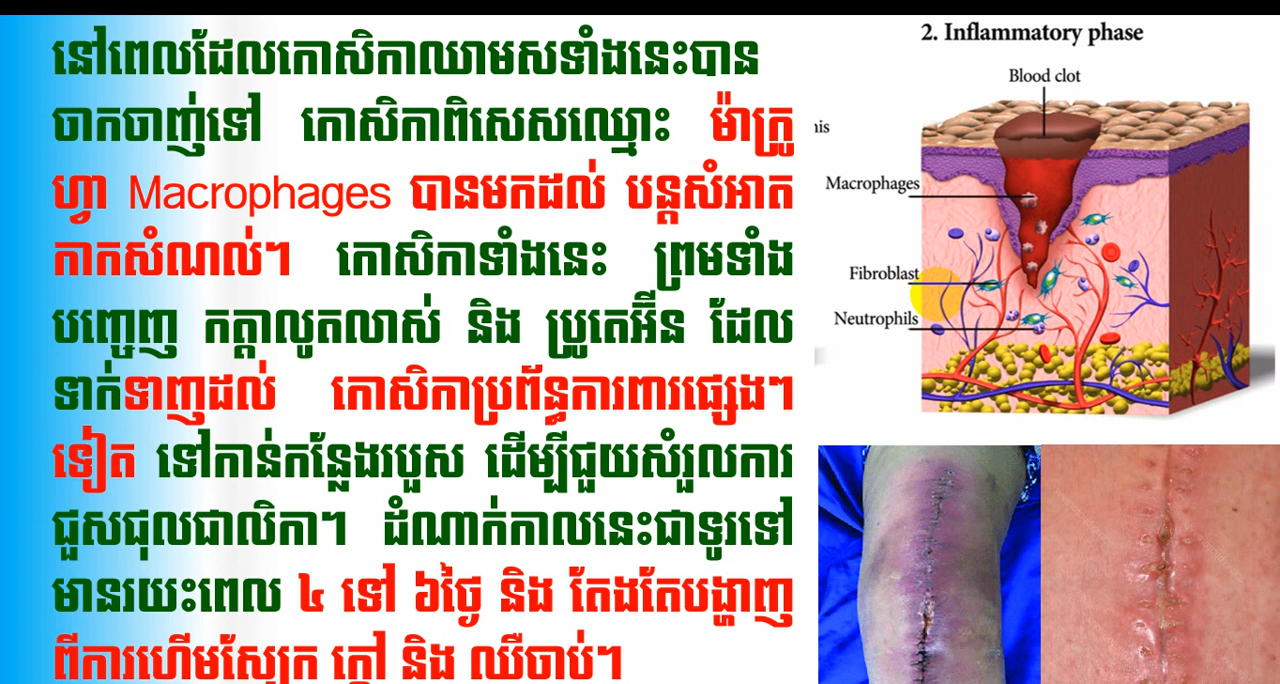 នៅពេលដែលកោសិកាឈាមសទាំងនេះបាន
ចាកចាញ់ទៅ កោសិកាពិសេសឈ្មោះ ម៉ាក្រូ
ហ្វា Macrophages បានមកដល់ បន្តសំអាត
កាកសំណល់។ កោសិកាទាំងនេះ ព្រមទាំង
បញ្ចេញ កត្តាលូតលាស់ និង ប្រូតេអ៊ីន ដែល
ទាក់ទាញដល់ កោសិកាប្រព័ន្ធការពារផ្សេងៗ
ទៀត ទៅកាន់កន្លែងរបួស ដើម្បីជួយសំរួលការ
ជួសជុលជាលិកា។ ដំណាក់កាលនេះជាទូរទៅ
មានរយះពេល ៤ ទៅ ៦ថ្ងៃ និង តែងតែបង្ហាញ
ពីការហើមស្បែក ក្តៅ និង ឈឺចាប់។
2. Inflammatory phase
Blood clot
Macrophages
Fibroblast
Neutrophils